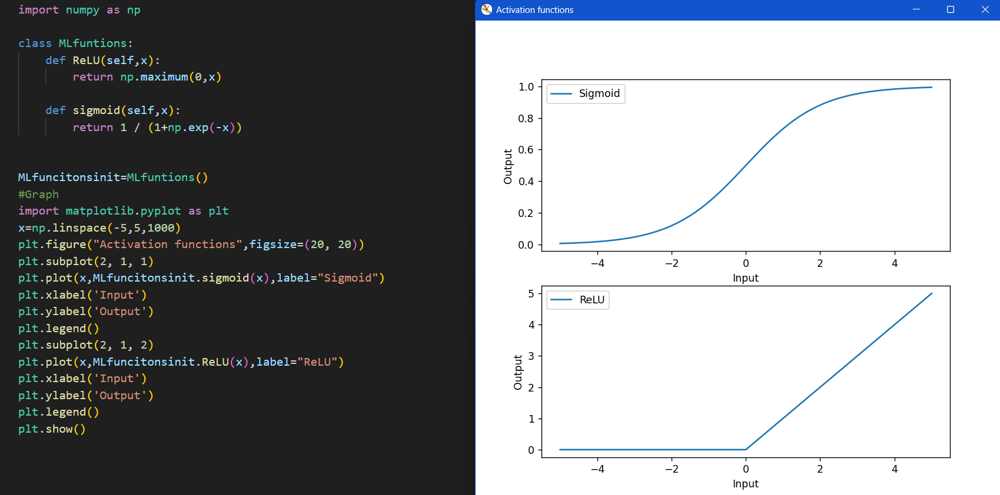 import numpy as np
class MLfuntions:
def ReLU(self,x):
return np.maximum(0,x)
def sigmoid(self,x):
return 1 / (1+np.exp(-x))
MLfuncitonsinit=MLfuntions()
#Graph
import matplotlib.pyplot as plt
x=np.linspace(-5,5,1000)
plt.figure("Activation functions",figsize=(20, 20))
plt.subplot(2, 1, 1)
plt.plot(x,MLfuncitonsinit.sigmoid(x),label="Sigmoid")
plt.xlabel('Input')
plt.ylabel('Output')
plt.legend()
plt.subplot(2, 1, 2)
plt.plot(x,MLfuncitonsinit.ReLU(x),label="ReLU")
plt.xlabel('Input')
plt.ylabel('Output')
plt.legend()
plt.show()
Activation functions
Sigmoid
1.0
0.8
0.6
0.4
0.2
0.0
Output
−4 −2 0 2 4
Input
ReLU
5
4
3
2
1
0
Output
−4 −2 0 2 4
Input